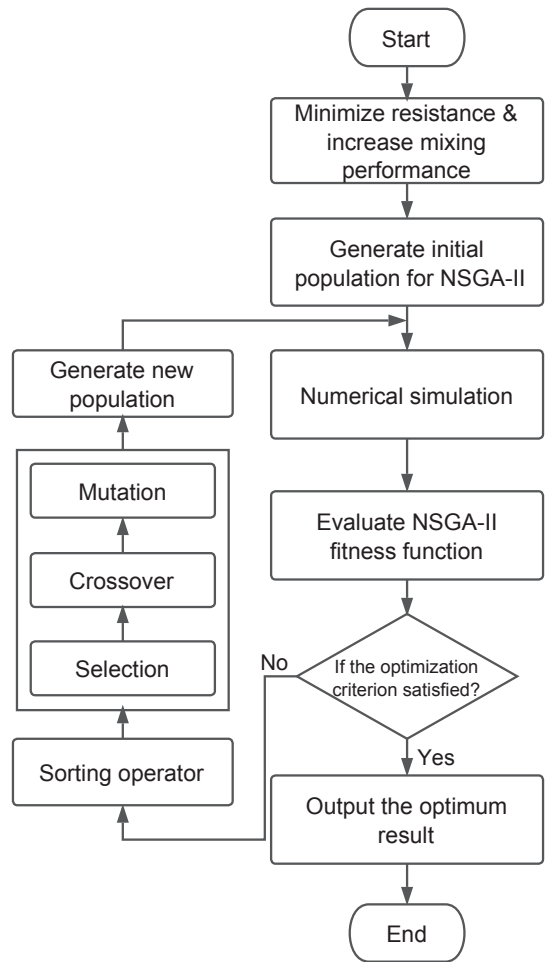 Start
Minimize resistance &
increase mixing
performance
Generate initial
population for NSGA-II
Generate new
population
Numerical simulation
Mutation
Evaluate NSGA-II
fitness function
Crossover
Selection
No
If the optimization
criterion satisfied?
Yes
Sorting operator
Output the optimum
result
End